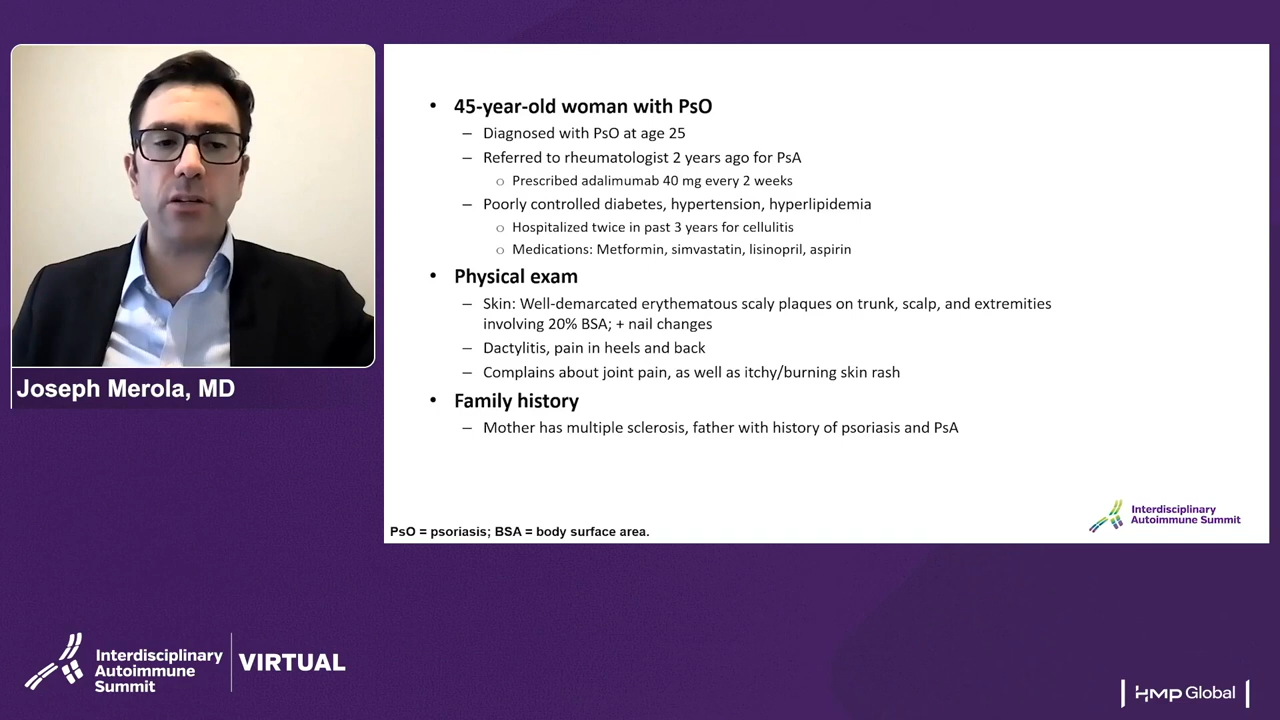 Joseph Merola, MD
• 45-year-old woman with PsO
– Diagnosed with PsO at age 25
– Referred to rheumatologist 2 years ago for PsA
○ Prescribed adalimumab 40 mg every 2 weeks
– Poorly controlled diabetes, hypertension, hyperlipidemia
○ Hospitalized twice in past 3 years for cellulitis
○ Medications: Metformin, simvastatin, lisinopril, aspirin
• Physical exam
– Skin: Well-demarcated erythematous scaly plaques on trunk, scalp, and extremities
involving 20% BSA; + nail changes
– Dactylitis, pain in heels and back
– Complains about joint pain, as well as itchy/burning skin rash
• Family history
– Mother has multiple sclerosis, father with history of psoriasis and PsA
Interdisciplinary
Autoimmune Summit
PsO = psoriasis; BSA = body surface area.
Interdisciplinary
Autoimmune
Summit
VIRTUAL
HMP Global